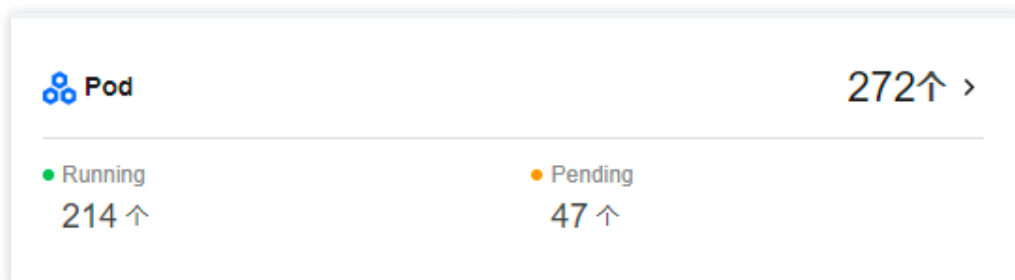 Pod 272个
Running Pending
214 个 47 个